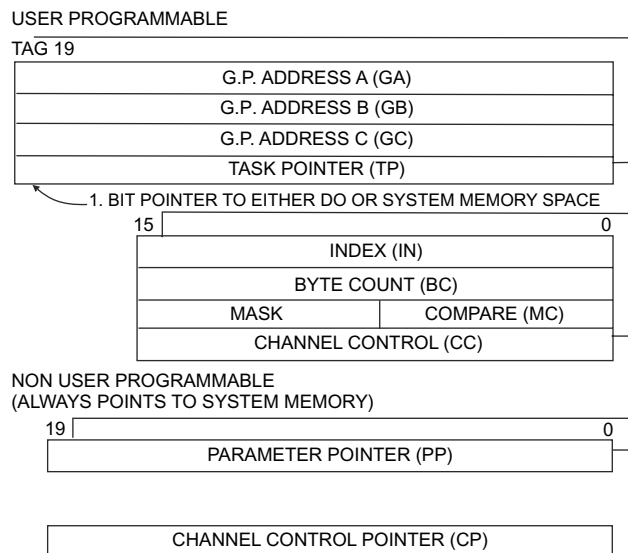 USER PROGRAMMABLE
TAG 19
G.P. ADDRESS A (GA)
G.P. ADDRESS B (GB)
G.P. ADDRESS C (GC)
TASK POINTER (TP)
1. BIT POINTER TO EITHER DO OR SYSTEM MEMORY SPACE
15 0
INDEX (IN)
BYTE COUNT (BC)
MASK COMPARE (MC)
CHANNEL CONTROL (CC)
NON USER PROGRAMMABLE
(ALWAYS POINTS TO SYSTEM MEMORY)
19 0
PARAMETER POINTER (PP)
CHANNEL CONTROL POINTER (CP)